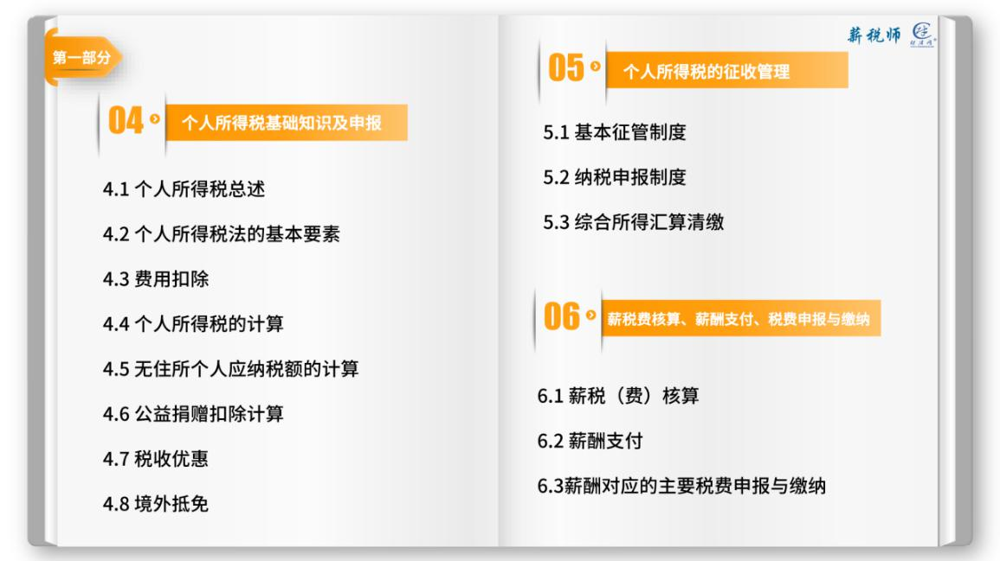 第一部分
04
个人所得税基础知识及申报
4.1 个人所得税总述
4.2 个人所得税法的基本要素
4.3 费用扣除
4.4 个人所得税的计算
4.5 无住所个人应纳税额的计算
4.6 公益捐赠扣除计算
4.7 税收优惠
4.8 境外抵免
薪税师
05
个人所得税的征收管理
5.1 基本征管制度
5.2 纳税申报制度
5.3 综合所得汇算清缴
06
薪税费核算、薪酬支付、税费申报与缴纳
6.1 薪税（费）核算
6.2 薪酬支付
6.3薪酬对应的主要税费申报与缴纳